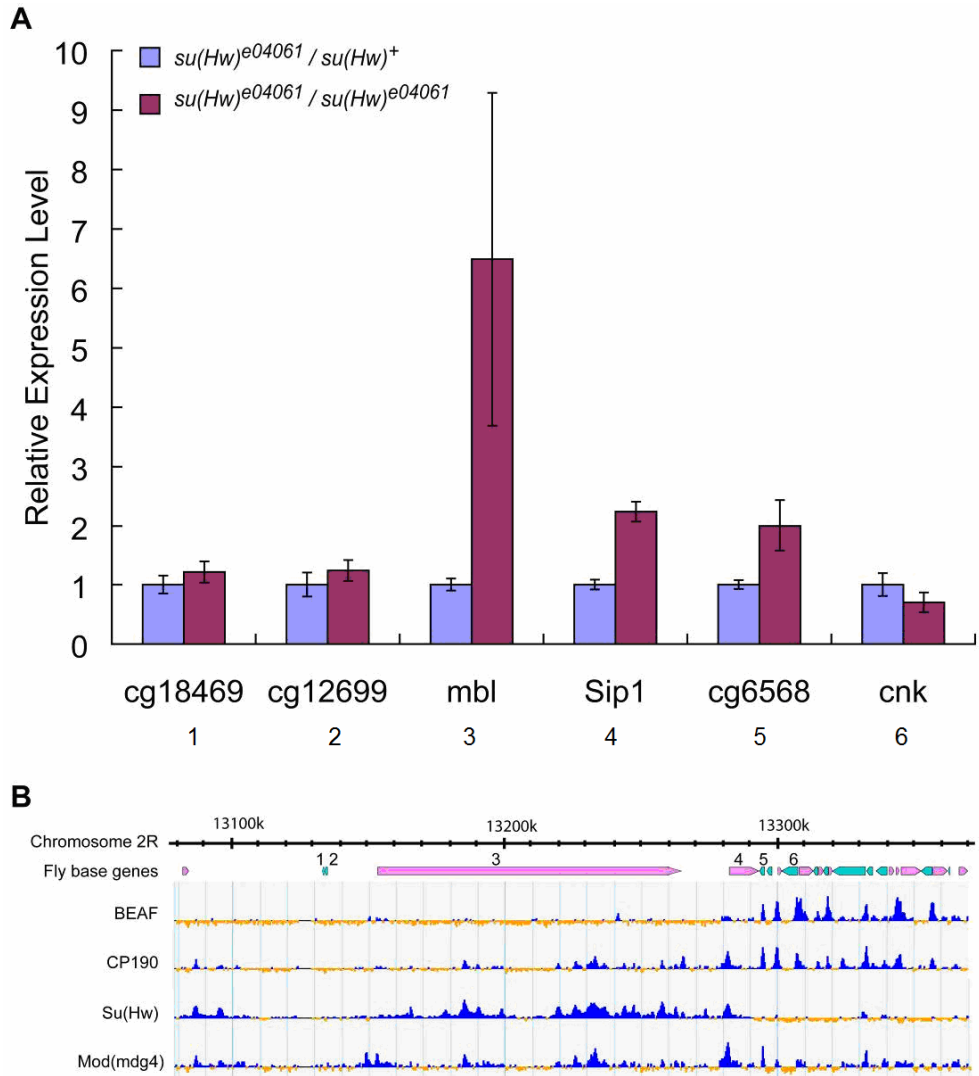 A
su(Hw)e04061 / su(Hw)+
su(Hw)e04061 / su(Hw)e04061
Relative Expression Level
10
9
8
7
6
5
4
3
2
1
0
cg18469 cg12699 mbl Sip1 cg6568 cnk
1 2 3 4 5 6
B
Chromosome 2R 13100k 13200k 13300k
Fly base genes 1 2 3 4 5 6
BEAF
CP190
Su(Hw)
Mod(mdg4)